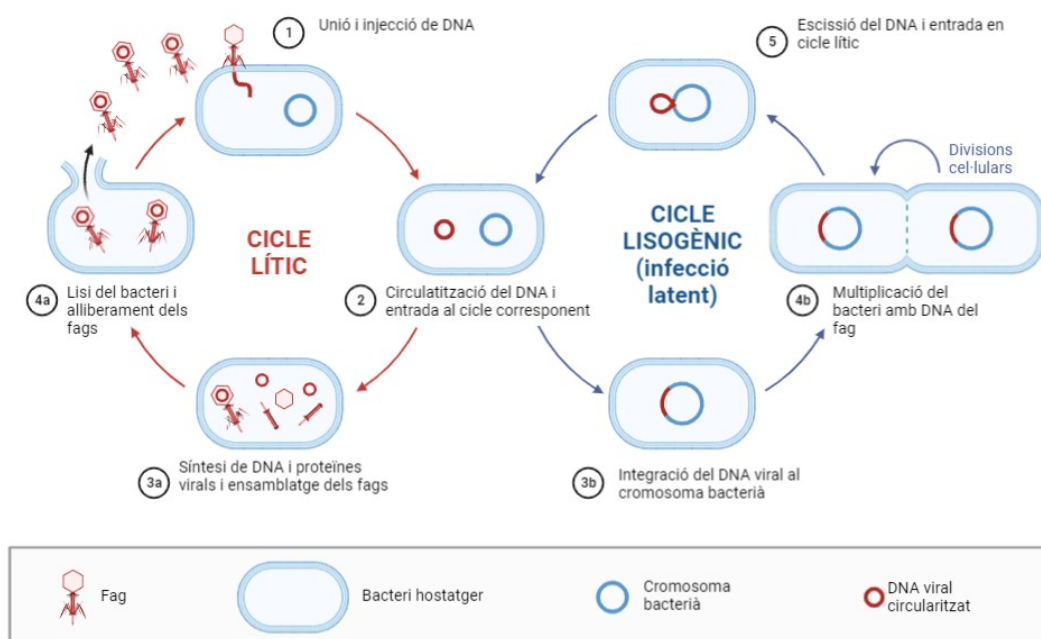 1
Unió i injecció de DNA
5
Escissió del DNA i entrada en
cicle lític
Divisions
cel·lulars
CICLE
LÍTIC
CICLE
LISOGÈNIC
(infecció
latent)
4a
Lisi del bacteri i
alliberament dels
fags
2
Circulatització del DNA i
entrada al cicle corresponent
4b
Multiplicació del
bacteri amb DNA del
fag
3a
Síntesi de DNA i proteïnes
virals i ensamblatge dels fags
3b
Integració del DNA viral al
cromosoma bacterià
Fag
Bacteri hostatger
Cromosoma
bacterià
DNA viral
circularitzat